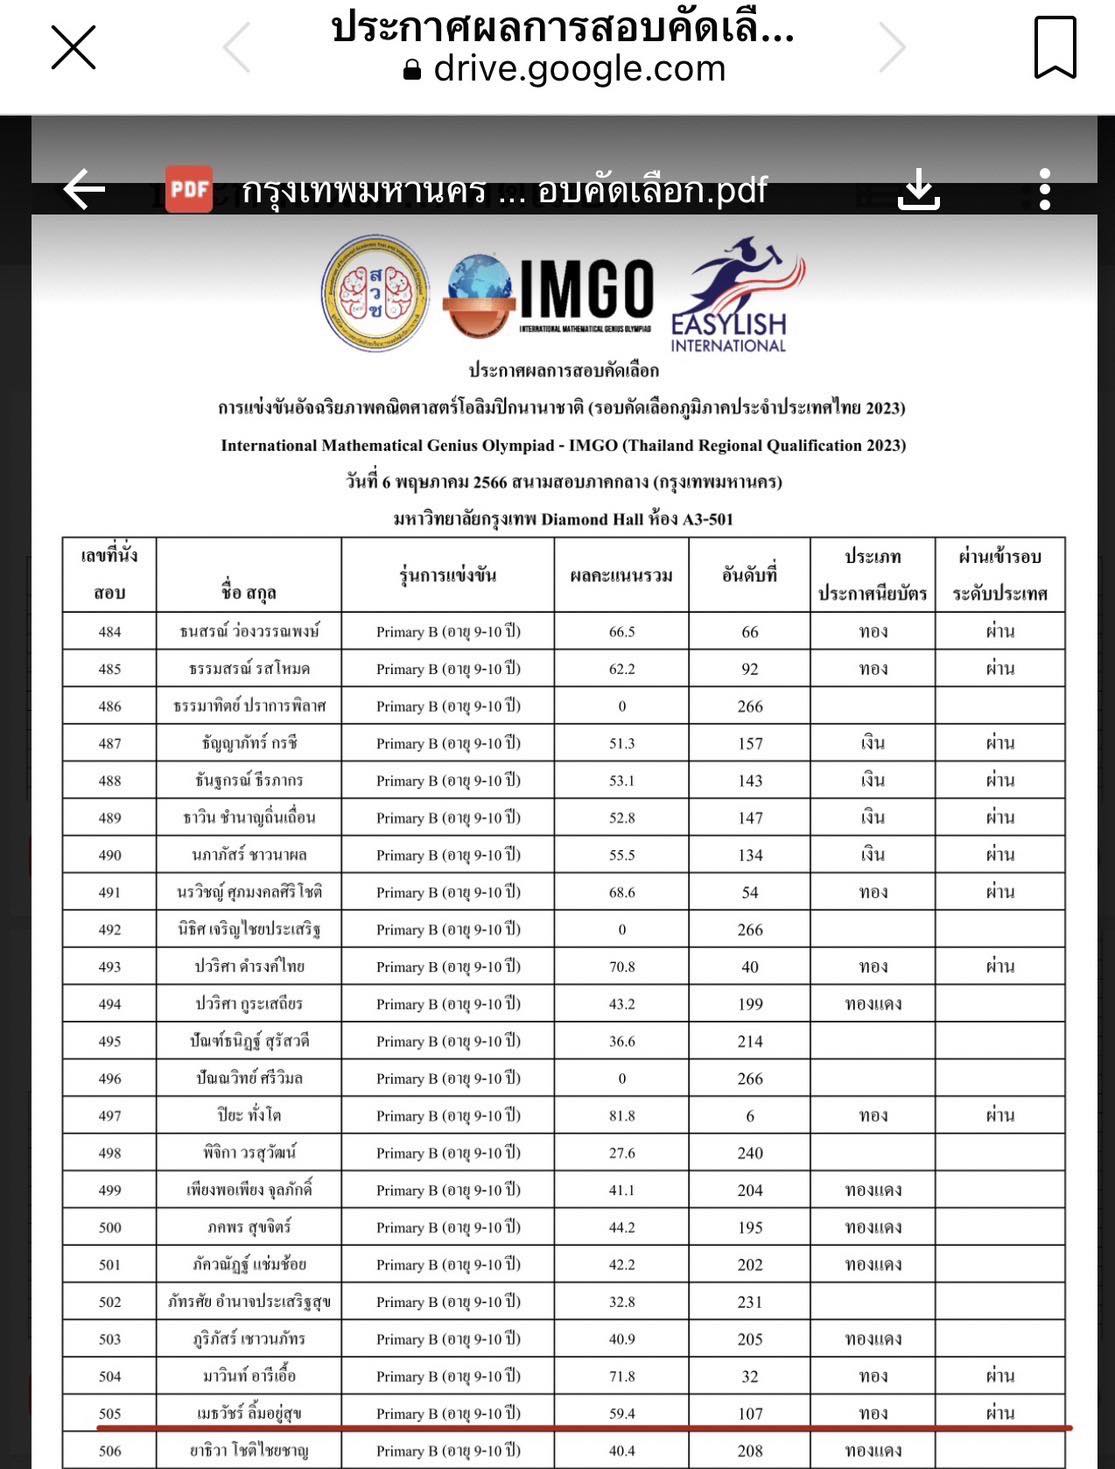 ประกาศผลการสอบคัดเลื...
drive.google.com
PDF กรุงเทพมหานคร ... อบคัดเลือก.pdf
สวช
IMGO
INTERNATIONAL MATHEMATICAL GENIUS OLYMPIAD
EASYLISH
INTERNATIONAL
ประกาศผลการสอบคัดเลือก
การแข่งขันอัจฉริยภาพคณิตศาสตร์โอลิมปิกนานาชาติ (รอบคัดเลือกภูมิภาคประจำประเทศไทย 2023)
International Mathematical Genius Olympiad - IMGO (Thailand Regional Qualification 2023)
วันที่ 6 พฤษภาคม 2566 สนามสอบภาคกลาง (กรุงเทพมหานคร)
มหาวิทยาลัยกรุงเทพ Diamond Hall ห้อง A3-501
เลขที่นั่งสอบ ชื่อ สกุล รุ่นการแข่งขัน ผลคะแนนรวม อันดับที่ ประเภทประกาศนียบัตร ผ่านเข้ารอบระดับประเทศ
484 ธนสรณ์ ว่องวรรณพงษ์ Primary B (อายุ 9-10 ปี) 66.5 66 ทอง ผ่าน
485 ธรรมสรณ์ รสโหมด Primary B (อายุ 9-10 ปี) 62.2 92 ทอง ผ่าน
486 ธรรมาทิตย์ ปราการพิลาศ Primary B (อายุ 9-10 ปี) 0 266
487 ธัญญาภัทร์ กรชี Primary B (อายุ 9-10 ปี) 51.3 157 เงิน ผ่าน
488 ธันฐกรณ์ ธีรภากร Primary B (อายุ 9-10 ปี) 53.1 143 เงิน ผ่าน
489 ธาวิน ชำนาญถิ่นเถื่อน Primary B (อายุ 9-10 ปี) 52.8 147 เงิน ผ่าน
490 นภาภัสร์ ชาวนาผล Primary B (อายุ 9-10 ปี) 55.5 134 เงิน ผ่าน
491 นรวิชญ์ ศุภมงคลศิริโชติ Primary B (อายุ 9-10 ปี) 68.6 54 ทอง ผ่าน
492 นิธิศ เจริญไชยประเสริฐ Primary B (อายุ 9-10 ปี) 0 266
493 ปวริศา ดำรงค์ไทย Primary B (อายุ 9-10 ปี) 70.8 40 ทอง ผ่าน
494 ปวริศา กูระเสถียร Primary B (อายุ 9-10 ปี) 43.2 199 ทองแดง
495 ปัณฑ์ธนิฏฐ์ สุรัสวดี Primary B (อายุ 9-10 ปี) 36.6 214
496 ปัณณวิทย์ ศรีวิมล Primary B (อายุ 9-10 ปี) 0 266
497 ปิยะ ทั่งโต Primary B (อายุ 9-10 ปี) 81.8 6 ทอง ผ่าน
498 พิจิกา วรสุวัฒน์ Primary B (อายุ 9-10 ปี) 27.6 240
499 เพียงพอเพียง จุลภักดิ์ Primary B (อายุ 9-10 ปี) 41.1 204 ทองแดง
500 ภคพร สุขจิตร์ Primary B (อายุ 9-10 ปี) 44.2 195 ทองแดง
501 ภัควณัฏฐ์ แช่มช้อย Primary B (อายุ 9-10 ปี) 42.2 202 ทองแดง
502 ภัทรศัย อำนาจประเสริฐสุข Primary B (อายุ 9-10 ปี) 32.8 231
503 ภูริภัสร์ เชาวนภัทร Primary B (อายุ 9-10 ปี) 40.9 205 ทองแดง
504 มาวินท์ อารีเอื้อ Primary B (อายุ 9-10 ปี) 71.8 32 ทอง ผ่าน
505 เมธวัชร์ ลิ้มอยู่สุข Primary B (อายุ 9-10 ปี) 59.4 107 ทอง ผ่าน
506 ยาธิวา โชติไชยชาญ Primary B (อายุ 9-10 ปี) 40.4 208 ทองแดง